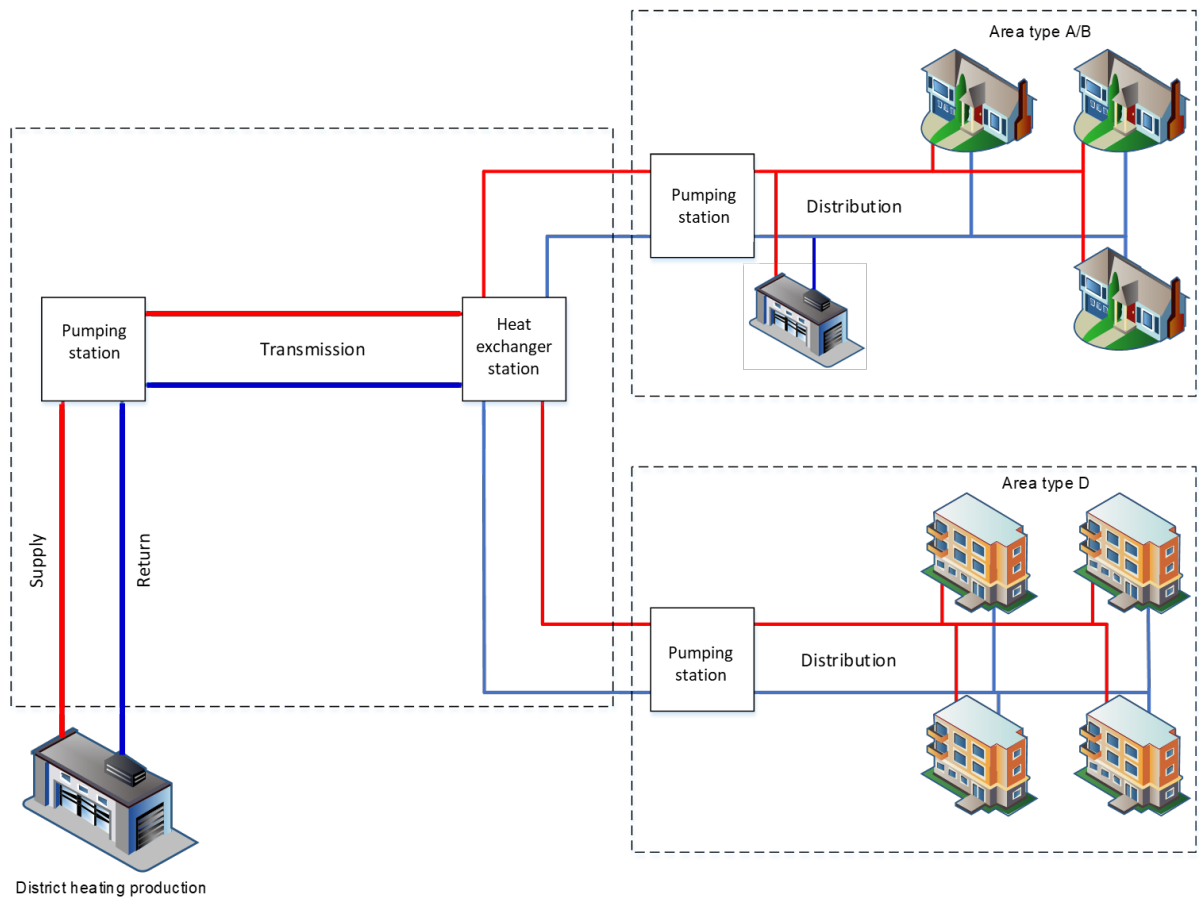 Area type A/B
Pumping
station
Distribution
Pumping
station
Transmission
Heat
exchanger
station
Supply
Return
Area type D
Pumping
station
Distribution
District heating production